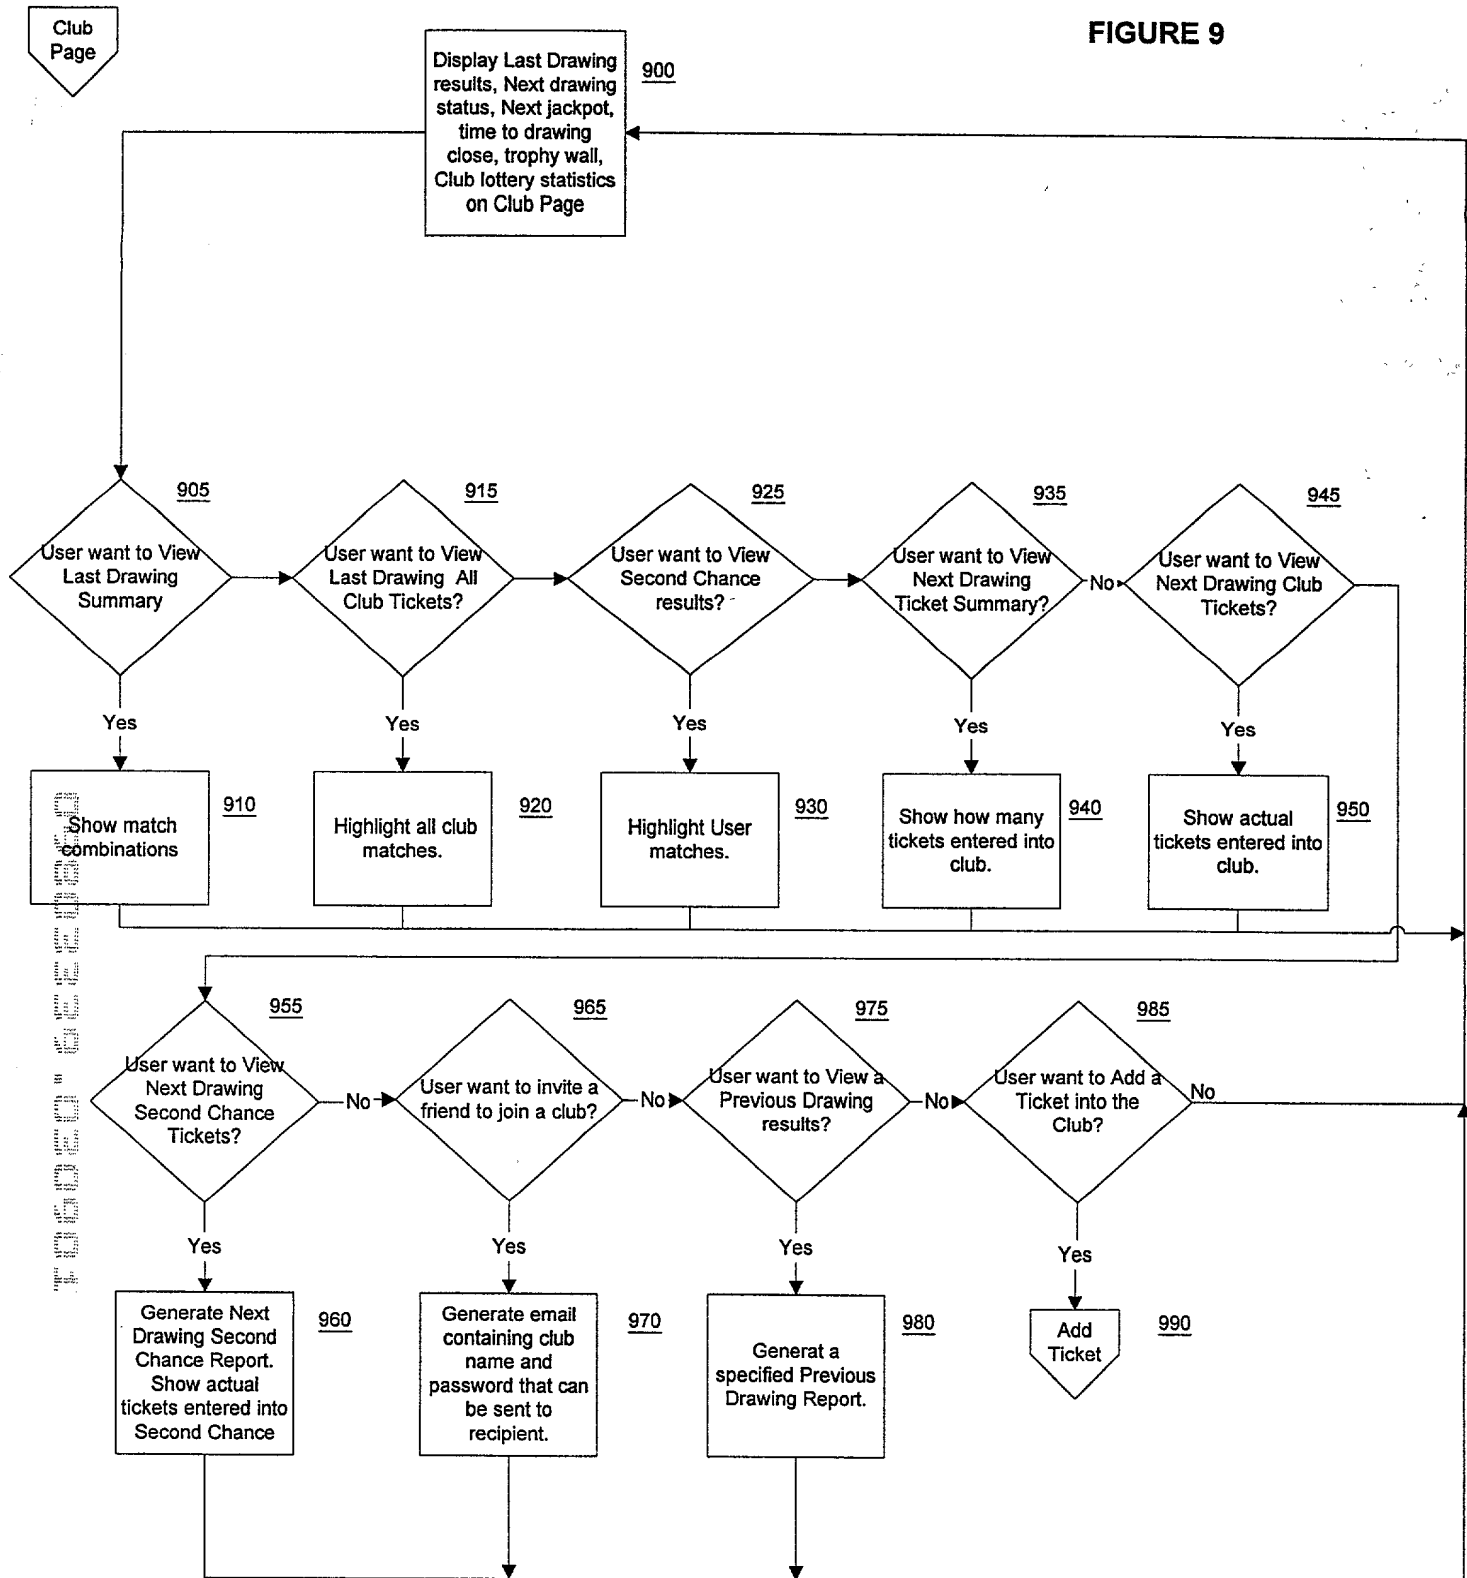 Club
Page
FIGURE 9
Display Last Drawing
results, Next drawing
status, Next jackpot,
time to drawing
close, trophy wall,
Club lottery statistics
on Club Page
900
905
User want to View
Last Drawing
Summary
915
User want to View
Last Drawing All
Club Tickets?
925
User want to View
Second Chance
results?
935
User want to View
Next Drawing
Ticket Summary?
No
945
User want to View
Next Drawing Club
Tickets?
Yes
Yes
Yes
Yes
Yes
Show match
combinations
910
Highlight all club
matches.
920
Highlight User
matches.
930
Show how many
tickets entered into
club.
940
Show actual
tickets entered into
club.
950
955
User want to View
Next Drawing
Second Chance
Tickets?
No
965
User want to invite a
friend to join a club?
No
975
User want to View a
Previous Drawing
results?
No
985
User want to Add a
Ticket into the
Club?
No
Yes
Yes
Yes
Yes
Generate Next
Drawing Second
Chance Report.
Show actual
tickets entered into
Second Chance
960
Generate email
containing club
name and
password that can
be sent to
recipient.
970
Generat a
specified Previous
Drawing Report.
980
Add
Ticket
990